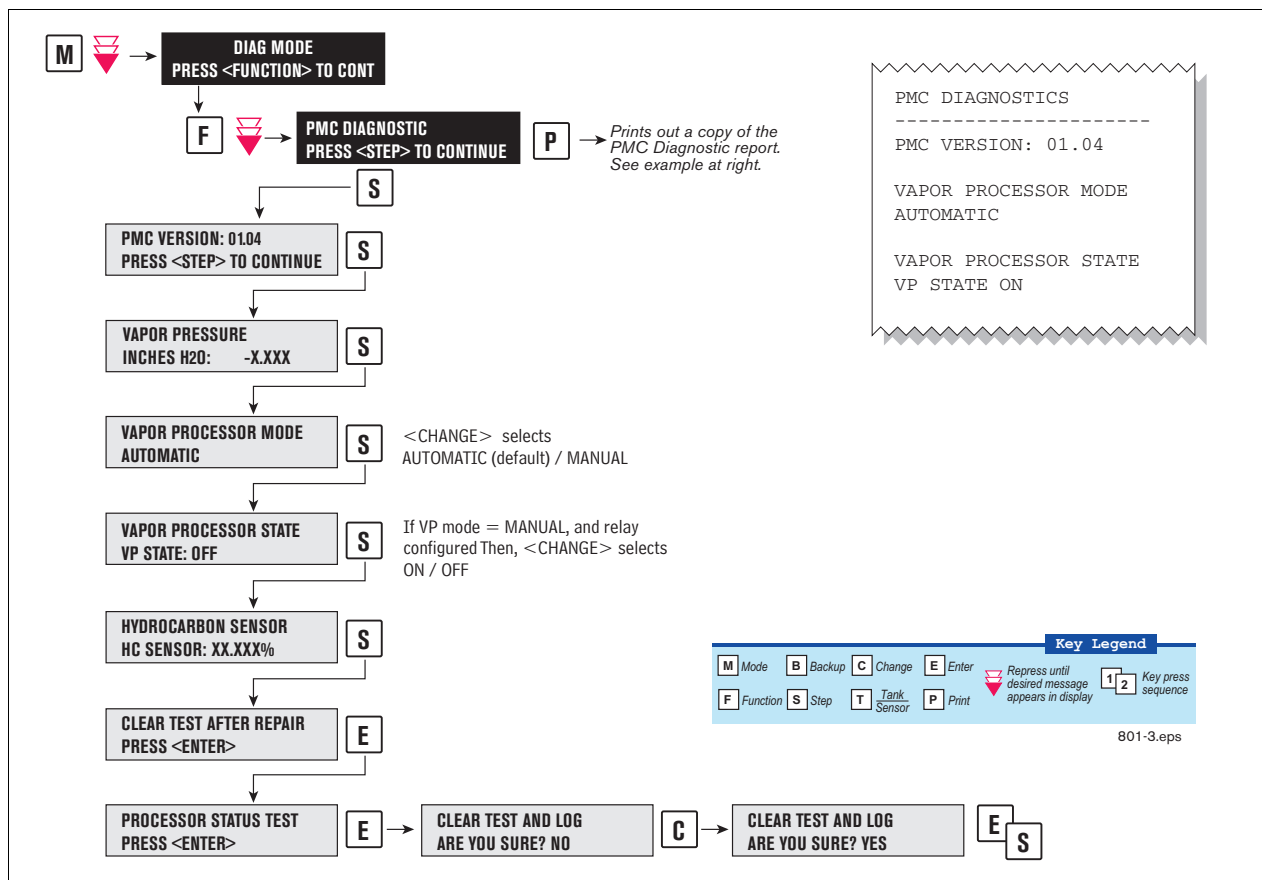 M
DIAG MODE
PRESS <FUNCTION> TO CONT
F
PMC DIAGNOSTIC
PRESS <STEP> TO CONTINUE
P
Prints out a copy of the
PMC Diagnostic report.
See example at right.
S
PMC VERSION: 01.04
PRESS <STEP> TO CONTINUE
S
VAPOR PRESSURE
INCHES H2O: -X.XXX
S
VAPOR PROCESSOR MODE
AUTOMATIC
S
<CHANGE> selects
AUTOMATIC (default) / MANUAL
VAPOR PROCESSOR STATE
VP STATE: OFF
S
If VP mode = MANUAL, and relay
configured Then, <CHANGE> selects
ON / OFF
HYDROCARBON SENSOR
HC SENSOR: XX.XXX%
S
CLEAR TEST AFTER REPAIR
PRESS <ENTER>
E
PROCESSOR STATUS TEST
PRESS <ENTER>
E
CLEAR TEST AND LOG
ARE YOU SURE? NO
C
CLEAR TEST AND LOG
ARE YOU SURE? YES
E
S
PMC DIAGNOSTICS
-----------------------
PMC VERSION: 01.04
VAPOR PROCESSOR MODE
AUTOMATIC
VAPOR PROCESSOR STATE
VP STATE ON
Key Legend
M Mode B Backup C Change E Enter
F Function S Step T Tank Sensor P Print
Repress until
desired message
appears in display
1 2 Key press
sequence
801-3.eps